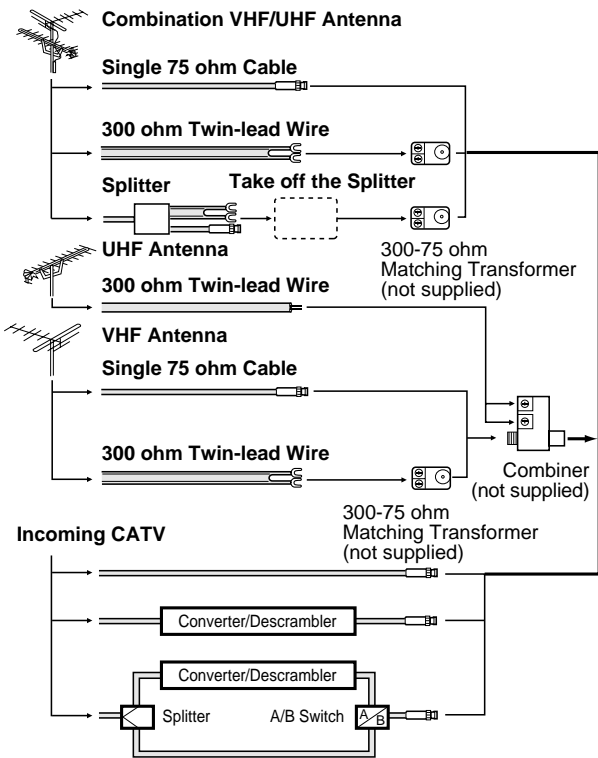 Combination VHF/UHF Antenna
Single 75 ohm Cable
300 ohm Twin-lead Wire
Splitter
Take off the Splitter
UHF Antenna
300-75 ohm
Matching Transformer
(not supplied)
300 ohm Twin-lead Wire
VHF Antenna
Single 75 ohm Cable
300 ohm Twin-lead Wire
Combiner
(not supplied)
300-75 ohm
Matching Transformer
(not supplied)
Incoming CATV
Converter/Descrambler
Converter/Descrambler
Splitter
A/B Switch
A
B